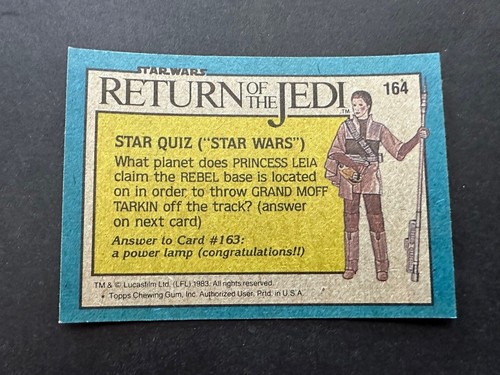 STAR WARS
RETURN OF THE JEDI TM
164
STAR QUIZ ("STAR WARS")
What planet does PRINCESS LEIA
claim the REBEL base is located
on in order to throw GRAND MOFF
TARKIN off the track? (answer
on next card)
Answer to Card #163:
a power lamp (congratulations!!)
TM & © Lucasfilm Ltd. (LFL) 1983. All rights reserved.
• Topps Chewing Gum, Inc. Authorized User. Prtd. in U.S.A.